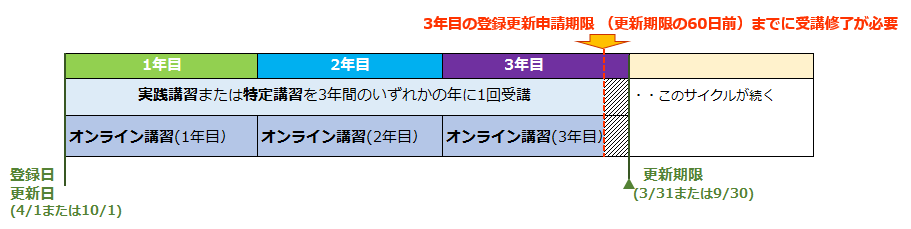 3年目の登録更新申請期限 （更新期限の60日前）までに受講修了が必要
1年目
2年目
3年目
実践講習または特定講習を3年間のいずれかの年に1回受講
・・このサイクルが続く
オンライン講習(1年目）
オンライン講習(2年目）
オンライン講習(3年目）
登録日
更新日
(4/1または10/1)
更新期限
(3/31または9/30)